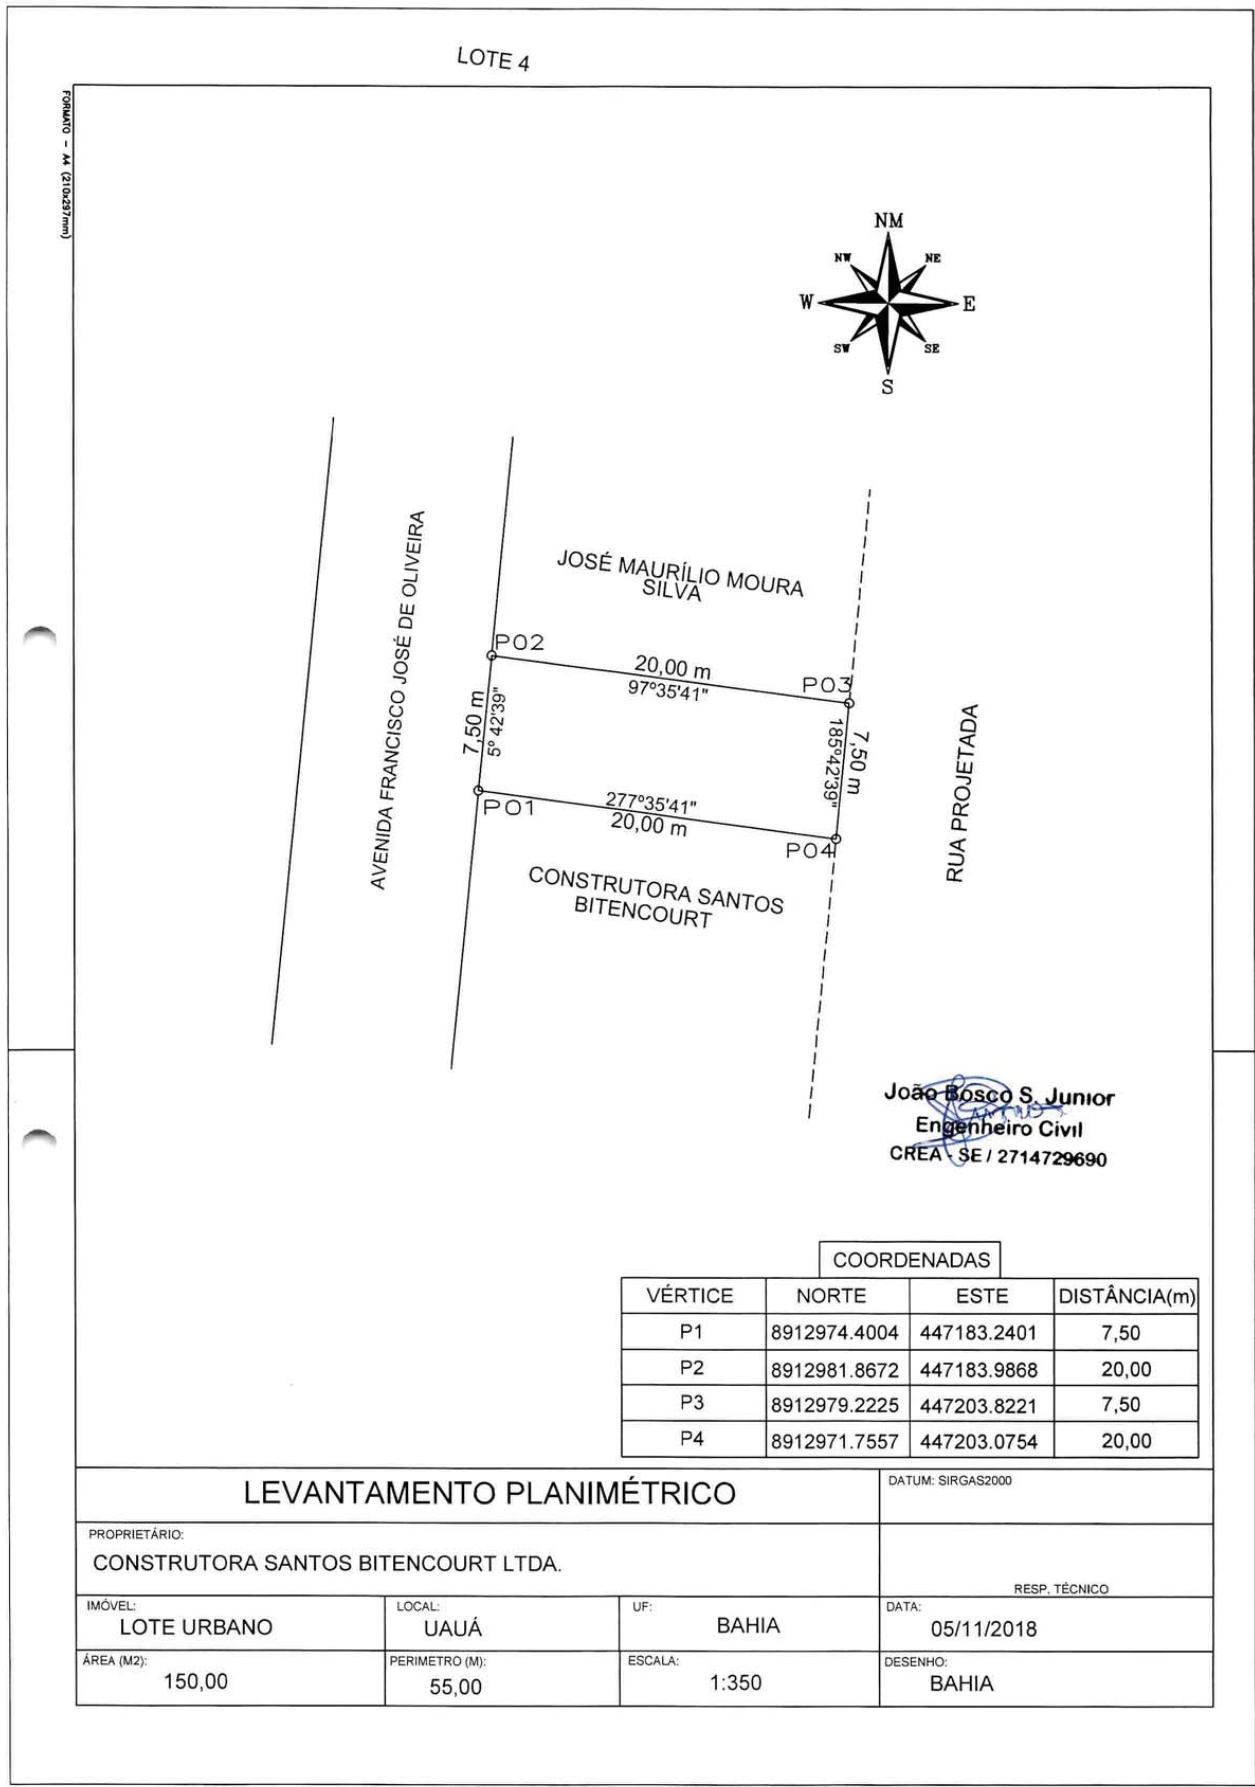 LOTE 4
FORMATO - A4 (210x297mm)
NM
NW
NE
W
E
SW
SE
S
AVENIDA FRANCISCO JOSÉ DE OLIVEIRA
JOSÉ MAURÍLIO MOURA
SILVA
P02
20,00 m
97°35'41"
P03
7,50 m
5° 42'39"
185°42'39"
7,50 m
RUA PROJETADA
P01
277°35'41"
20,00 m
P04
CONSTRUTORA SANTOS
BITENCOURT
João Bosco S. Junior
Engenheiro Civil
CREA - SE / 2714729690
COORDENADAS
VÉRTICE NORTE ESTE DISTÂNCIA(m)
P1 8912974.4004 447183.2401 7,50
P2 8912981.8672 447183.9868 20,00
P3 8912979.2225 447203.8221 7,50
P4 8912971.7557 447203.0754 20,00
LEVANTAMENTO PLANIMÉTRICO
DATUM: SIRGAS2000
PROPRIETÁRIO:
CONSTRUTORA SANTOS BITENCOURT LTDA.
RESP. TÉCNICO
IMÓVEL:
LOTE URBANO
LOCAL:
UAUÁ
UF:
BAHIA
DATA:
05/11/2018
ÁREA (M2):
150,00
PERIMETRO (M):
55,00
ESCALA:
1:350
DESENHO:
BAHIA